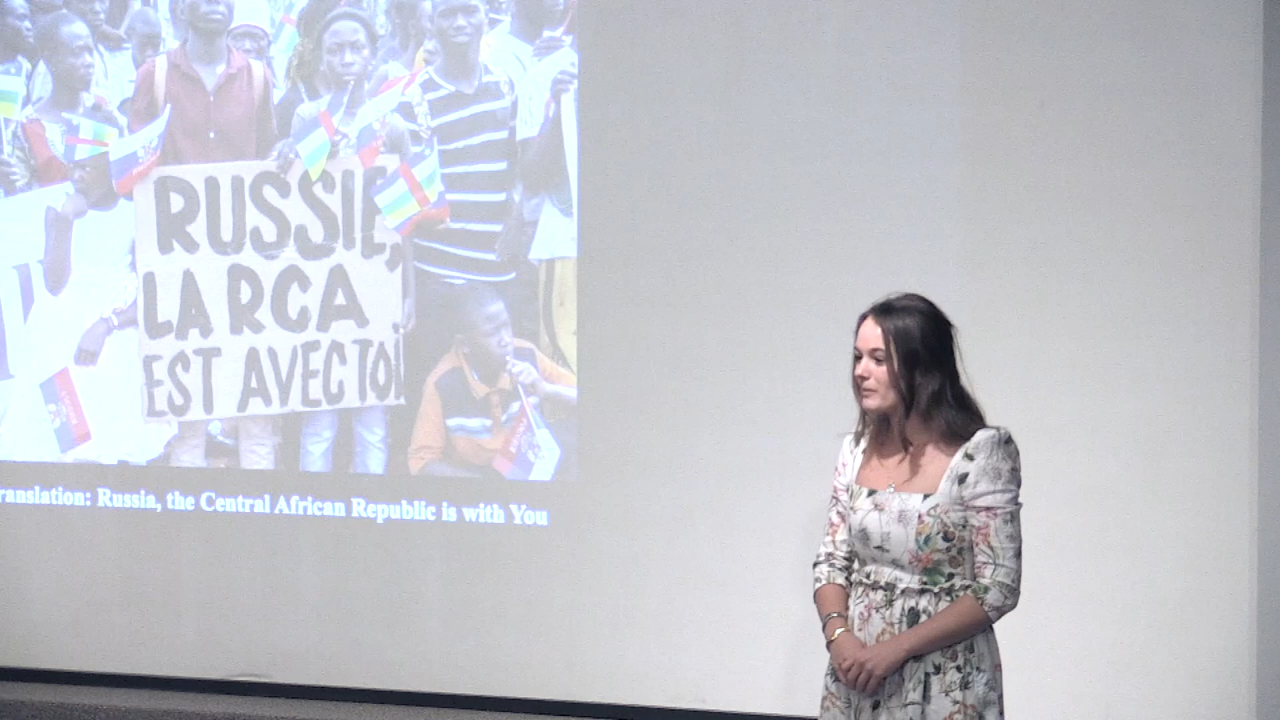 RUSSIE,
LA RCA
EST AVEC TOI
ranslation: Russia, the Central African Republic is with You